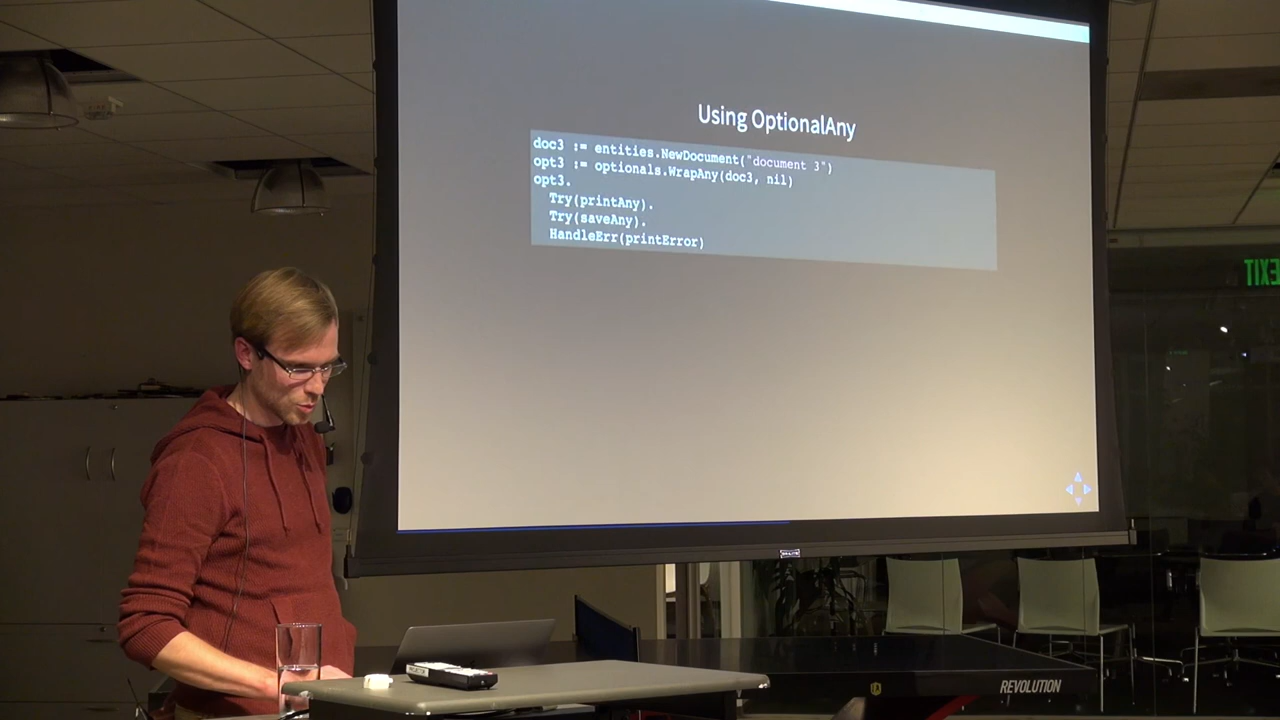 Using OptionalAny
doc3 := entities.NewDocument("document 3")
opt3 := optionals.WrapAny(doc3, nil)
opt3.
Try(printAny).
Try(saveAny).
HandleErr(printError)
EXIT
REVOLUTION